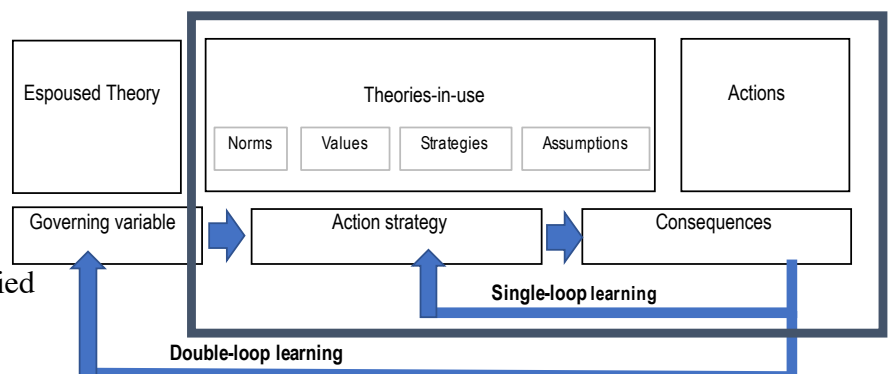 Espoused Theory
Theories-in-use
Actions
Norms
Values
Strategies
Assumptions
Governing variable
Action strategy
Consequences
ied
Single-loop learning
Double-loop learning